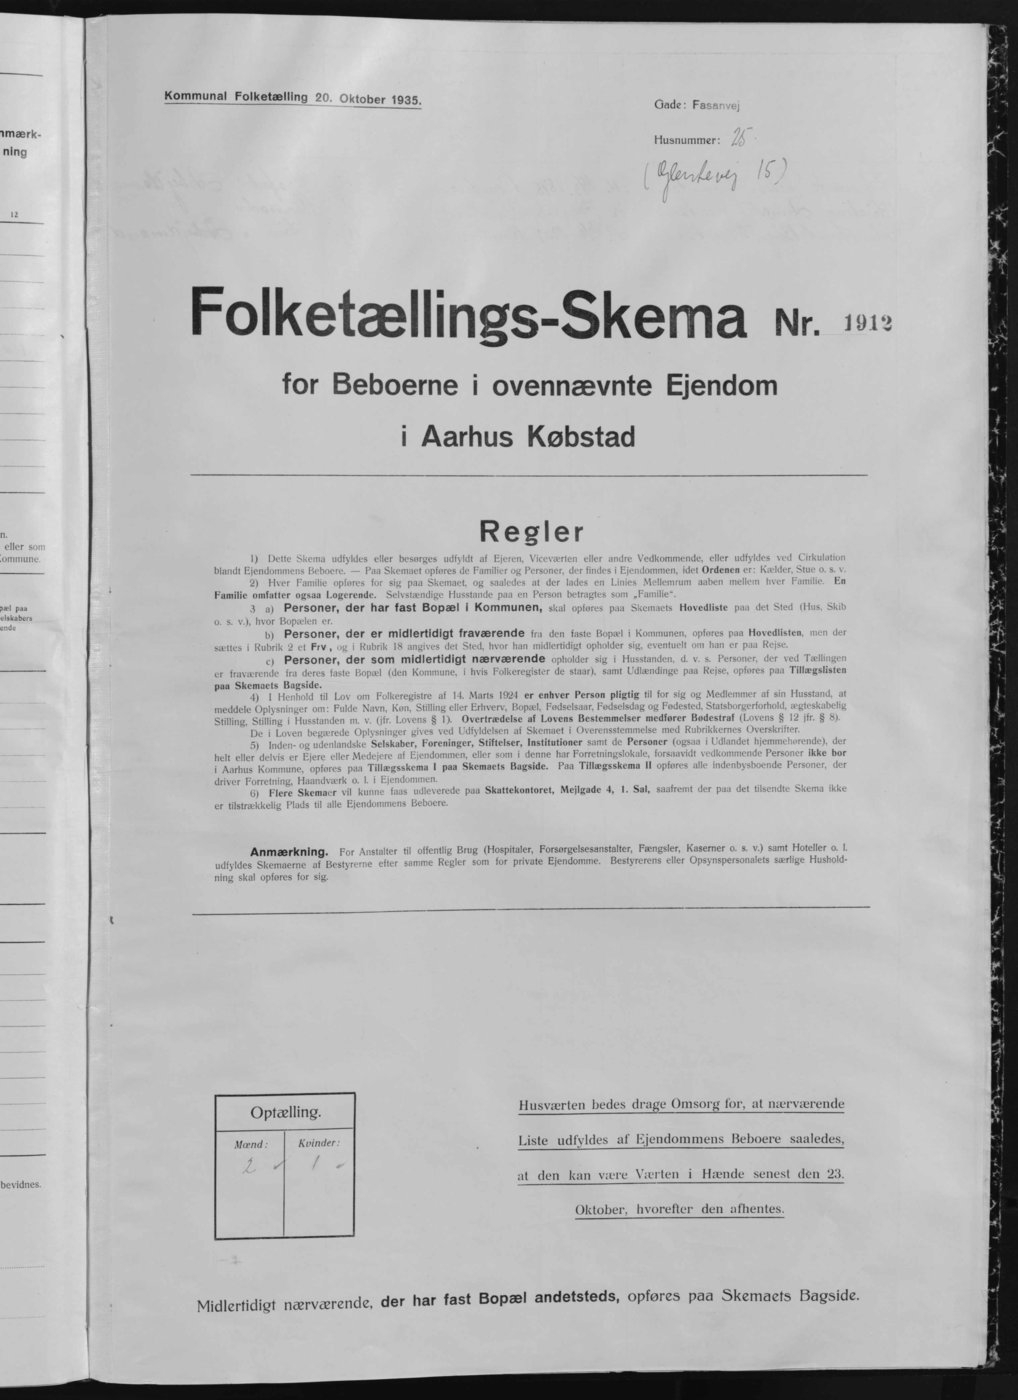 nmærk-
ning
12
n.
eller som
Kommune.
pæl paa
elskabers
ende
bevidnes.
Kommunal Folketælling 20. Oktober 1935.
Gade: Fasanvej
Husnummer: 25.
(Glentevej 15)
Folketællings-Skema Nr. 1912
for Beboerne i ovennævnte Ejendom
i Aarhus Købstad
Regler
1) Dette Skema udfyldes eller besørges udfyldt af Ejeren, Viceværten eller andre Vedkommende, eller udfyldes ved Cirkulation
blandt Ejendommens Beboere. — Paa Skemaet opføres de Familier og Personer, der findes i Ejendommen, idet Ordenen er: Kælder, Stue o. s. v.
2) Hver Familie opføres for sig paa Skemaet, og saaledes at der lades en Linies Mellemrum aaben mellem hver Familie. En
Familie omfatter ogsaa Logerende. Selvstændige Husstande paa en Person betragtes som „Familie“.
3 a) Personer, der har fast Bopæl i Kommunen, skal opføres paa Skemaets Hovedliste paa det Sted (Hus, Skib
o. s. v.), hvor Bopælen er.
b) Personer, der er midlertidigt fraværende fra den faste Bopæl i Kommunen, opføres paa Hovedlisten, men der
sættes i Rubrik 2 et Frv., og i Rubrik 18 angives det Sted, hvor han midlertidigt opholder sig, eventuelt om han er paa Rejse.
c) Personer, der som midlertidigt nærværende opholder sig i Husstanden, d. v. s. Personer, der ved Tællingen
er fraværende fra deres faste Bopæl (den Kommune, i hvis Folkeregister de staar), samt Udlændinge paa Rejse, opføres paa Tillægslisten
paa Skemaets Bagside.
4) I Henhold til Lov om Folkeregistre af 14. Marts 1924 er enhver Person pligtig til for sig og Medlemmer af sin Husstand, at
meddele Oplysninger om: Fulde Navn, Køn, Stilling eller Erhverv, Bopæl, Fødselsaar, Fødselsdag og Fødested, Statsborgerforhold, ægteskabelig
Stilling, Stilling i Husstanden m. v. (jfr. Lovens § 1). Overtrædelse af Lovens Bestemmelser medfører Bødestraf (Lovens § 12 jfr. § 8).
De i Loven begærede Oplysninger gives ved Udfyldelsen af Skemaet i Overensstemmelse med Rubrikkernes Overskrifter.
5) Inden- og udenlandske Selskaber, Foreninger, Stiftelser, Institutioner samt de Personer (ogsaa i Udlandet hjemmehørende), der
helt eller delvis er Ejere eller Medejere af Ejendommen, eller som i denne har Forretningslokale, forsaavidt vedkommende Personer ikke bor
i Aarhus Kommune, opføres paa Tillægsskema I paa Skemaets Bagside. Paa Tillægsskema II opføres alle indenbysboende Personer, der
driver Forretning, Haandværk o. l. i Ejendommen.
6) Flere Skemaer vil kunne faas udleverede paa Skattekontoret, Mejlgade 4, 1. Sal, saafremt der paa det tilsendte Skema ikke
er tilstrækkelig Plads til alle Ejendommens Beboere.
Anmærkning. For Anstalter til offentlig Brug (Hospitaler, Forsørgelsesanstalter, Fængsler, Kaserner o. s. v.) samt Hoteller o. l.
udfyldes Skemaerne af Bestyrerne efter samme Regler som for private Ejendomme. Bestyrerens eller Opsynspersonalets særlige Hushold-
ning skal opføres for sig.
Optælling.
Mænd: Kvinder:
2 1
Husværten bedes drage Omsorg for, at nærværende
Liste udfyldes af Ejendommens Beboere saaledes,
at den kan være Værten i Hænde senest den 23.
Oktober, hvorefter den afhentes.
Midlertidigt nærværende, der har fast Bopæl andetsteds, opføres paa Skemaets Bagside.